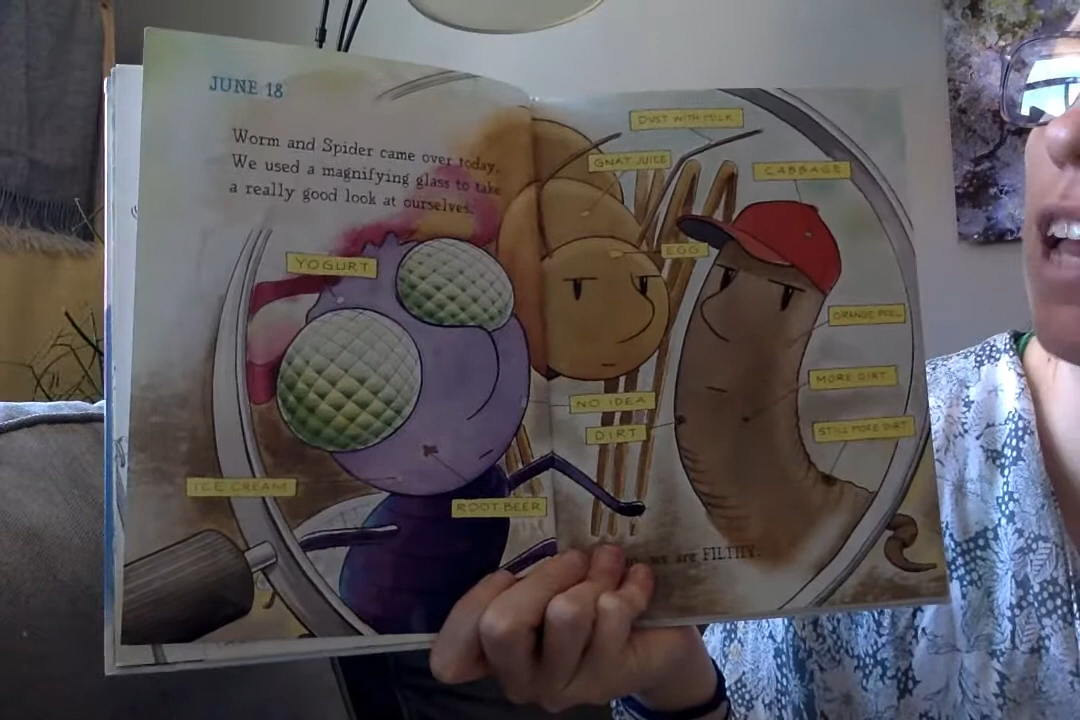 JUNE 18
Worm and Spider came over today.
We used a magnifying glass to take
a really good look at ourselves.
DUST WITH MILK
GNAT JUICE
CABBAGE
YOGURT
EGG
ORANGE PEEL
MORE DIRT
NO IDEA
DIRT
STILL MORE DIRT
ICE CREAM
ROOT BEER
we are FILTHY.